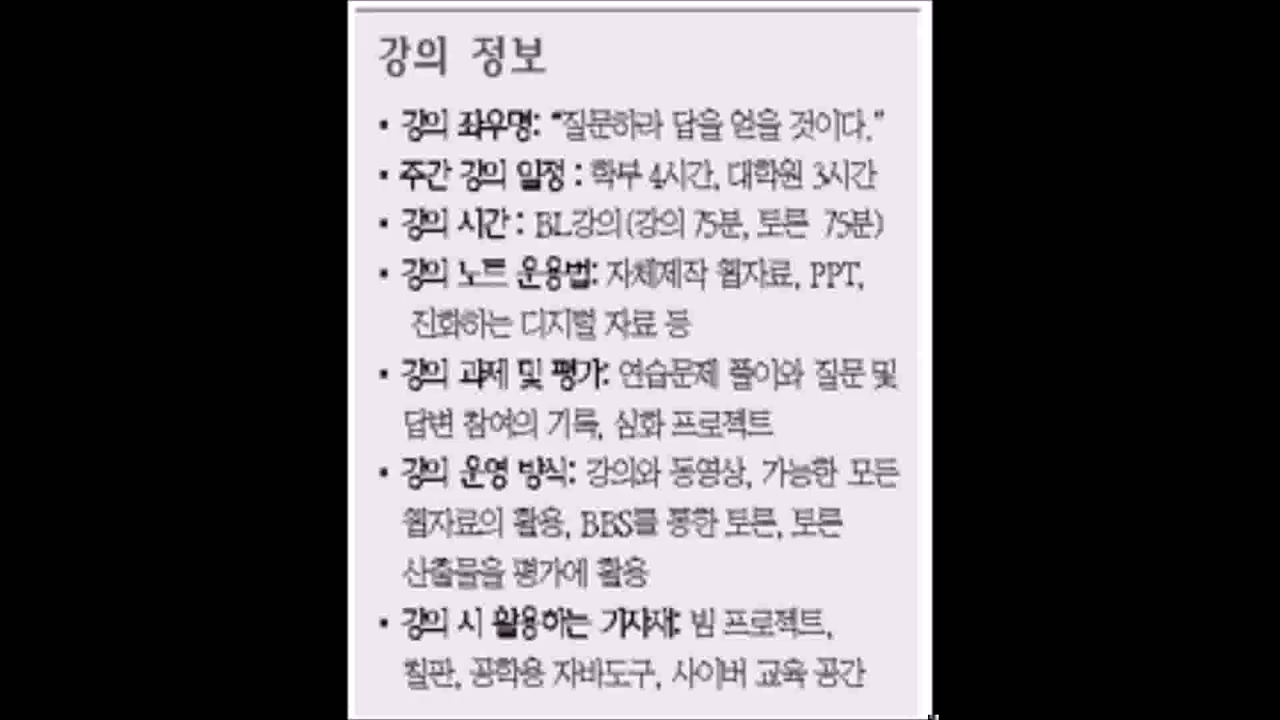 강의 정보
• 강의 좌우명: “질문하라 답을 얻을 것이다.”
• 주간 강의 일정 : 학부 4시간, 대학원 3시간
• 강의 시간 : BL강의(강의 75분, 토론 75분)
• 강의 노트 운용법: 자체제작 웹자료, PPT,
진화하는 디지털 자료 등
• 강의 과제 및 평가: 연습문제 풀이와 질문 및
답변 참여의 기록, 심화 프로젝트
• 강의 운영 방식: 강의와 동영상, 가능한 모든
웹자료의 활용, BBS를 통한 토론, 토론
산출물을 평가에 활용
• 강의 시 활용하는 기자재: 빔 프로젝트,
칠판, 공학용 자바도구, 사이버 교육 공간